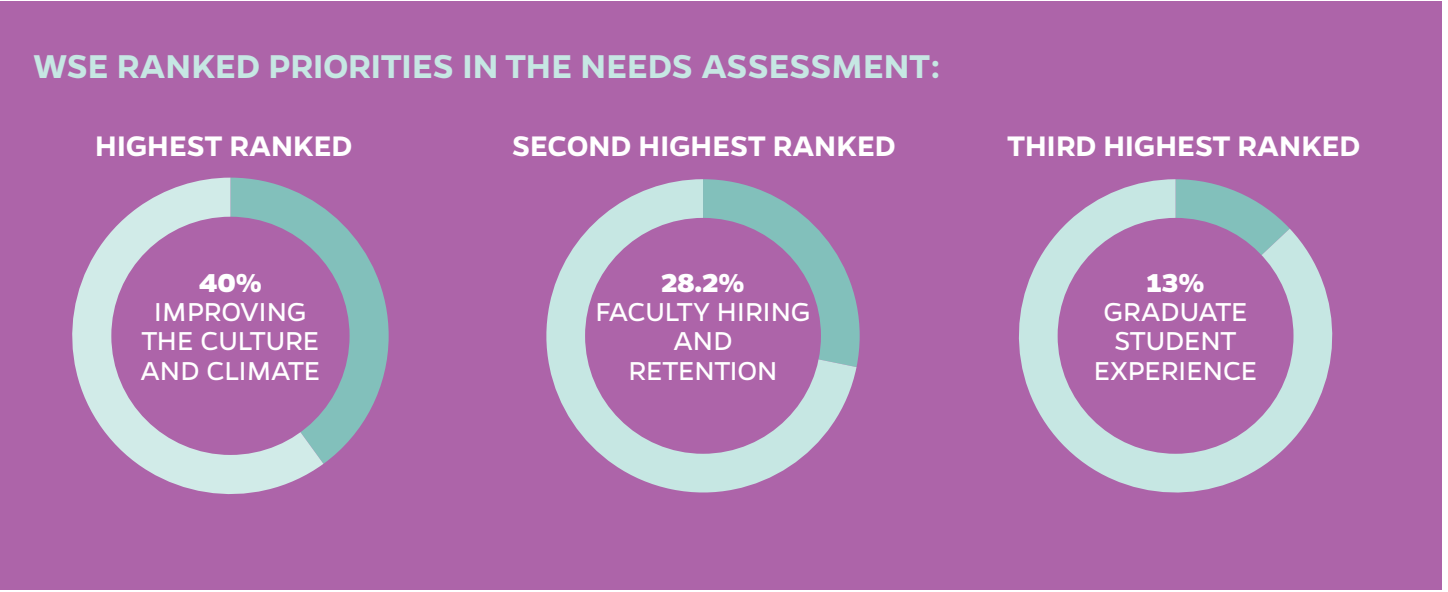 WSE RANKED PRIORITIES IN THE NEEDS ASSESSMENT:
HIGHEST RANKED
40%
IMPROVING
THE CULTURE
AND CLIMATE
SECOND HIGHEST RANKED
28.2%
FACULTY HIRING
AND
RETENTION
THIRD HIGHEST RANKED
13%
GRADUATE
STUDENT
EXPERIENCE